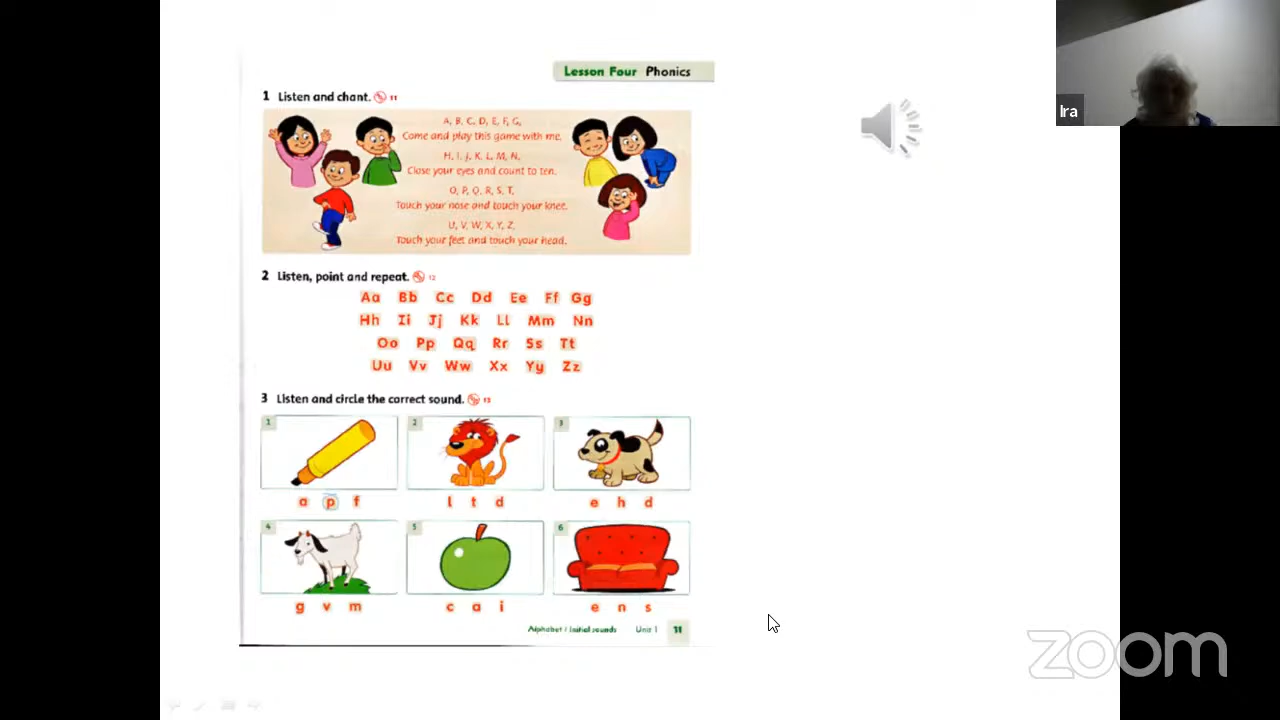 Lesson Four Phonics
1 Listen and chant. 11
A, B, C, D, E, F, G,
Come and play this game with me.
H, I, J, K, L, M, N,
Close your eyes and count to ten.
O, P, Q, R, S, T,
Touch your nose and touch your knee.
U, V, W, X, Y, Z,
Touch your feet and touch your head.
2 Listen, point and repeat. 12
Aa Bb Cc Dd Ee Ff Gg
Hh Ii Jj Kk Ll Mm Nn
Oo Pp Qq Rr Ss Tt
Uu Vv Ww Xx Yy Zz
3 Listen and circle the correct sound. 13
1 2 3
a p f l t d e h d
4 5 6
g v m c a i e n s
Alphabet / Initial sounds Unit 1 11
Ira
zoom